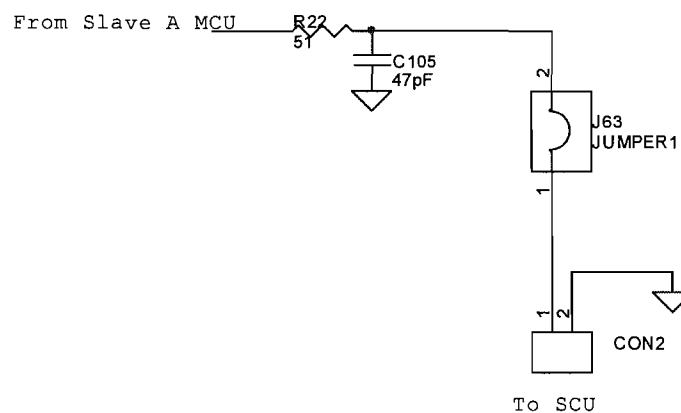 From Slave A MCU
R22
51
C105
47pF
2
J63
JUMPER1
1
1
2
CON2
To SCU